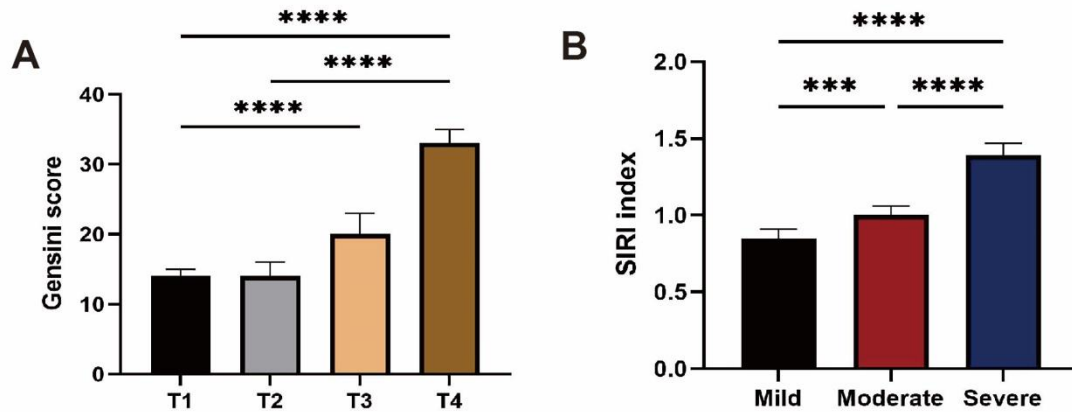 A
****
****
****
Gensini score
40
30
20
10
0
T1 T2 T3 T4
B
****
*** ****
SIRI index
2.0
1.5
1.0
0.5
0.0
Mild Moderate Severe